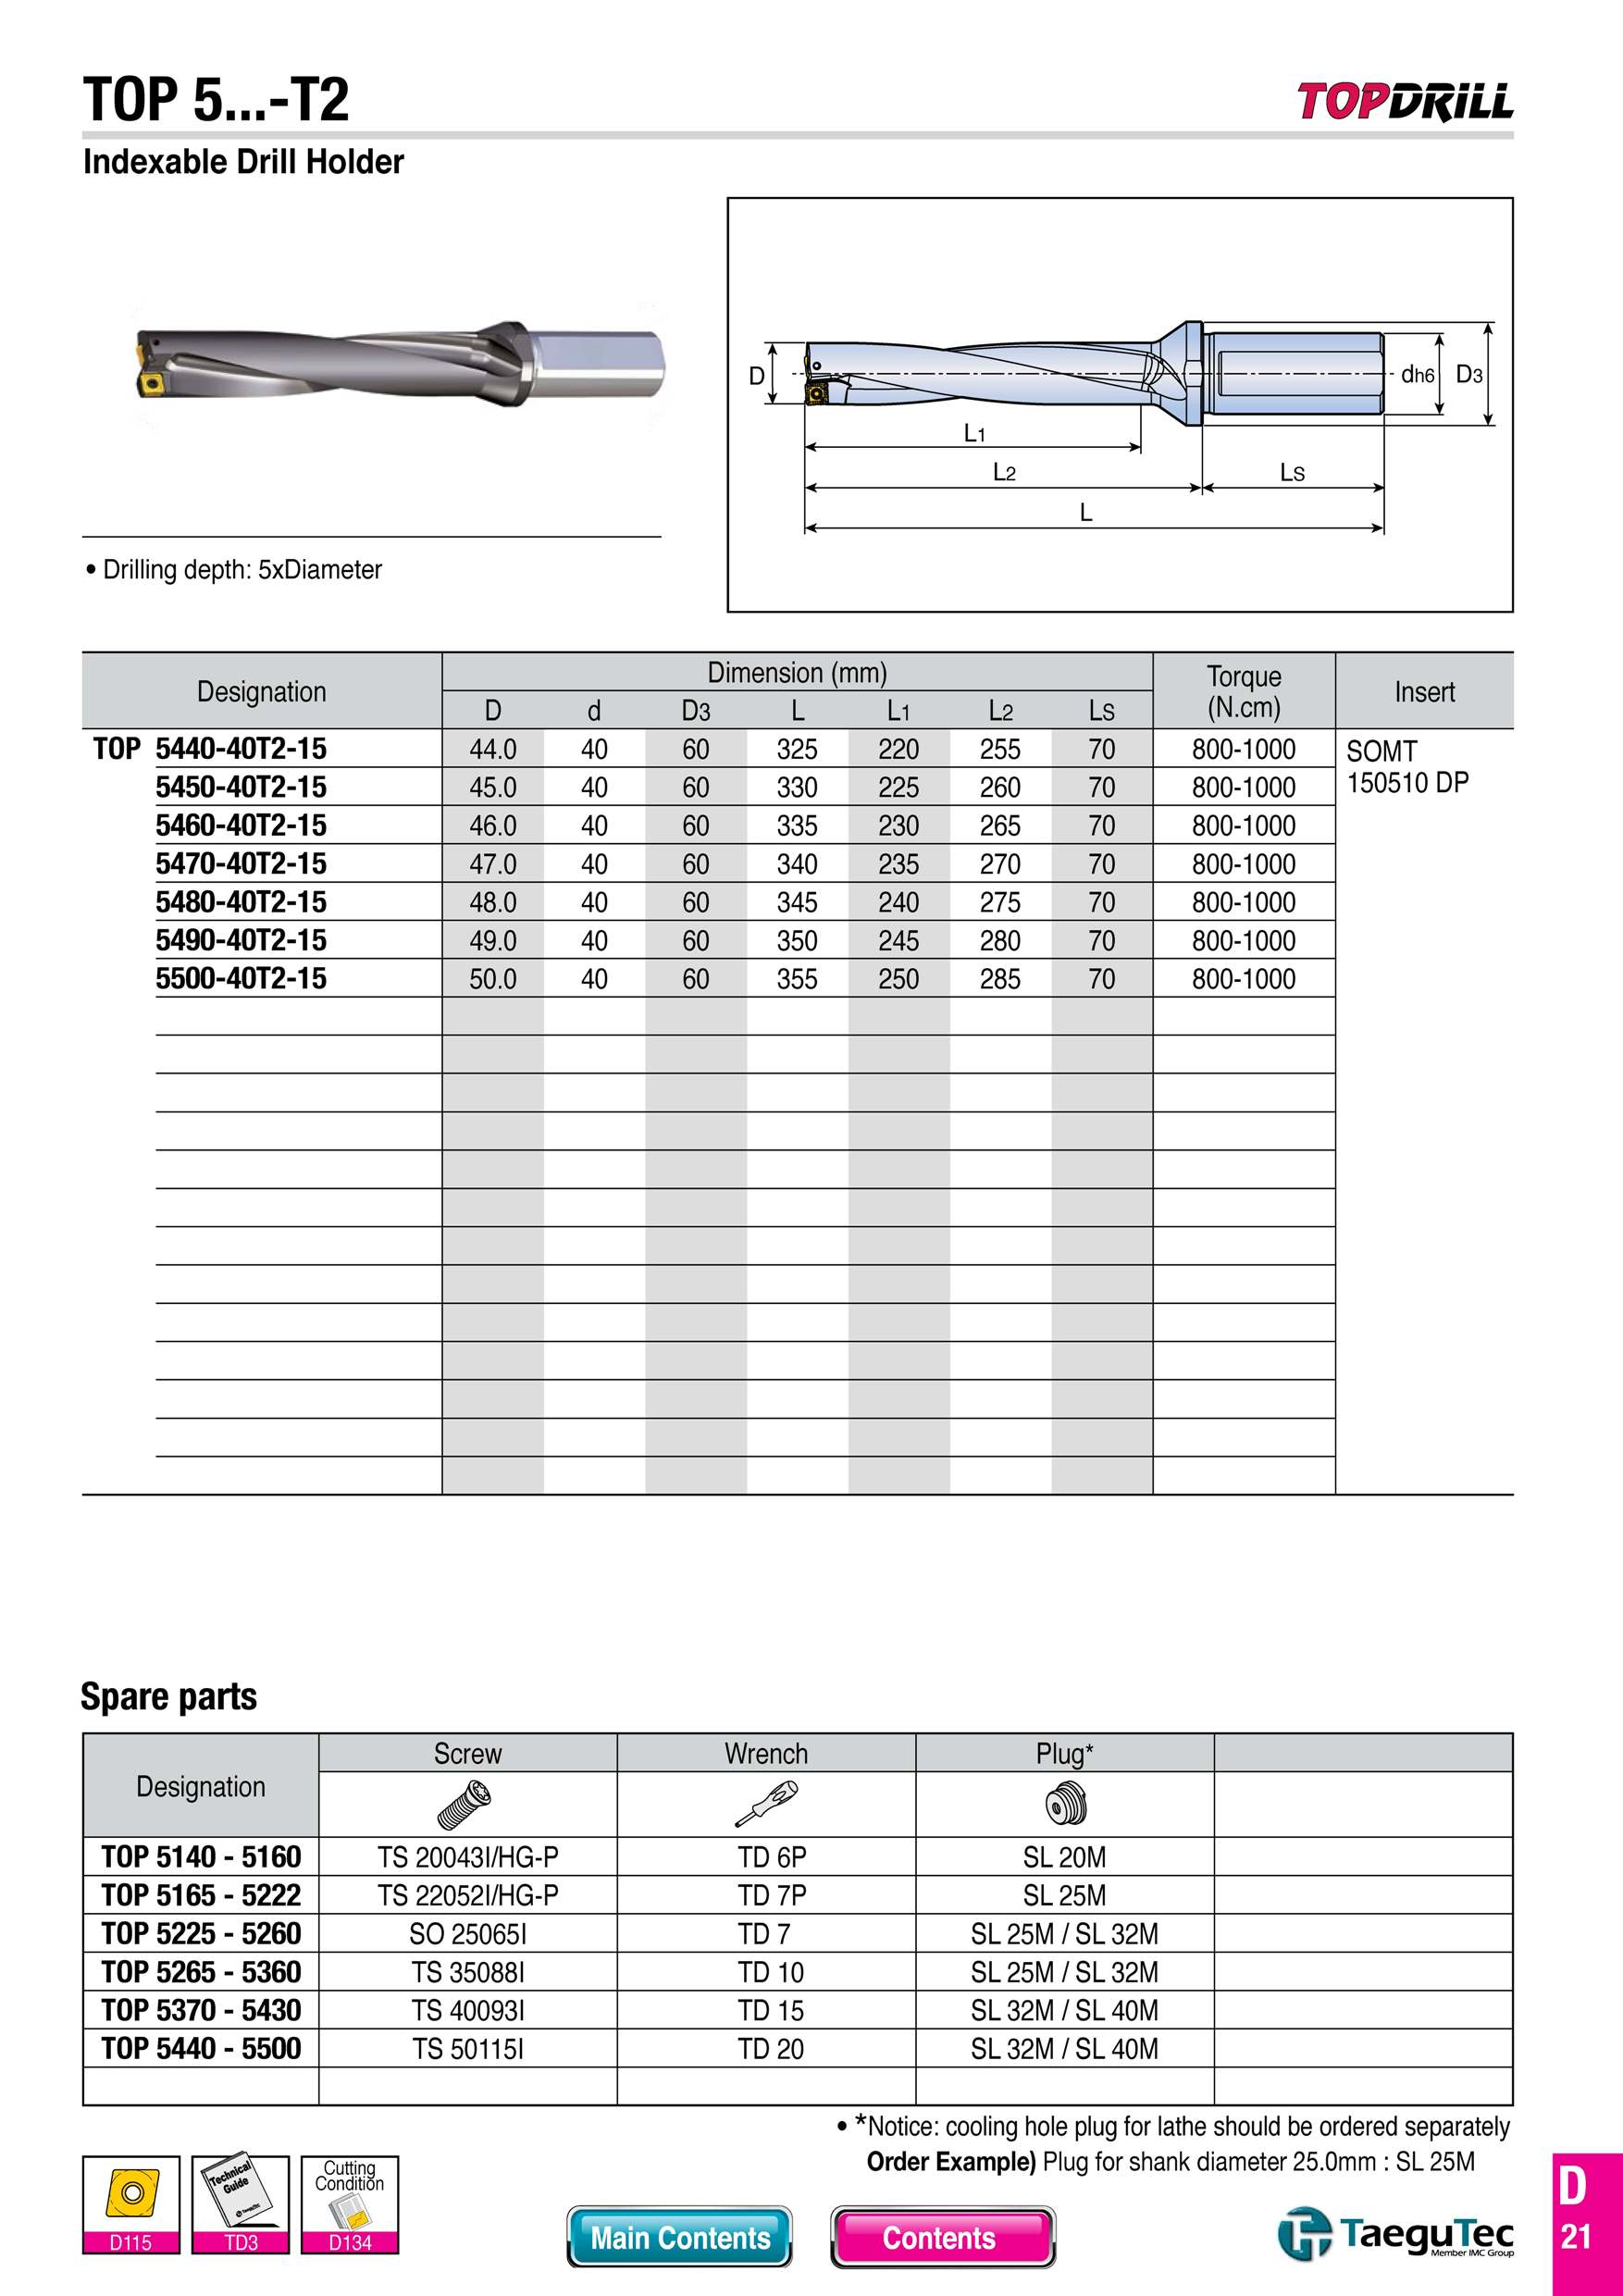 TOP 5...-T2
TOPDRILL
Indexable Drill Holder
D
dh6
D3
L1
L2
LS
L
• Drilling depth: 5xDiameter
Designation
Dimension (mm)
Torque
(N.cm)
Insert
D d D3 L L1 L2 LS
TOP 5440-40T2-15 44.0 40 60 325 220 255 70 800-1000 SOMT
150510 DP
5450-40T2-15 45.0 40 60 330 225 260 70 800-1000
5460-40T2-15 46.0 40 60 335 230 265 70 800-1000
5470-40T2-15 47.0 40 60 340 235 270 70 800-1000
5480-40T2-15 48.0 40 60 345 240 275 70 800-1000
5490-40T2-15 49.0 40 60 350 245 280 70 800-1000
5500-40T2-15 50.0 40 60 355 250 285 70 800-1000
Spare parts
Designation
Screw Wrench Plug*
TOP 5140 - 5160 TS 20043I/HG-P TD 6P SL 20M
TOP 5165 - 5222 TS 22052I/HG-P TD 7P SL 25M
TOP 5225 - 5260 SO 25065I TD 7 SL 25M / SL 32M
TOP 5265 - 5360 TS 35088I TD 10 SL 25M / SL 32M
TOP 5370 - 5430 TS 40093I TD 15 SL 32M / SL 40M
TOP 5440 - 5500 TS 50115I TD 20 SL 32M / SL 40M
• *Notice: cooling hole plug for lathe should be ordered separately
Order Example) Plug for shank diameter 25.0mm : SL 25M
Technical
Guide
TaeguTec
Cutting
Condition
D115
TD3
D134
Main Contents
Contents
TaeguTec
Member IMC Group
D
21